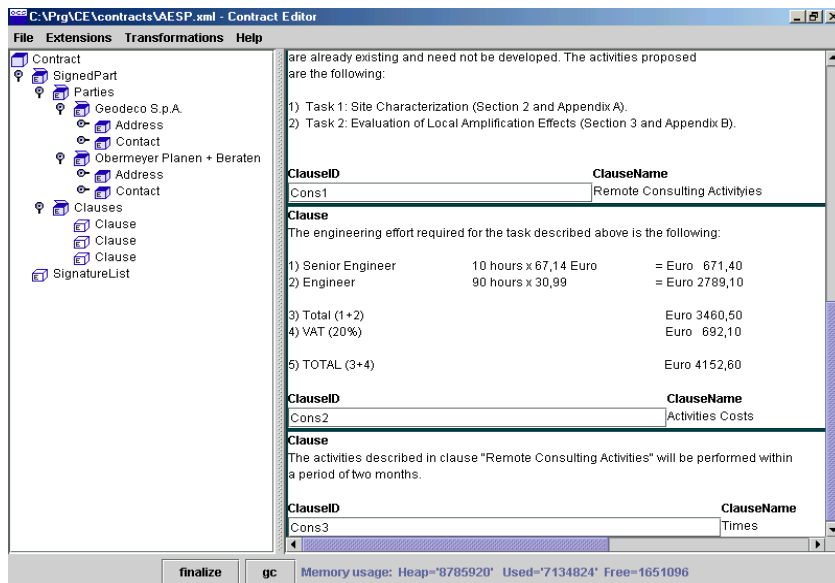 C:\Prg\CE\contracts\AESP.xml - Contract Editor
File Extensions Transformations Help
Contract
SignedPart
Parties
Geodeco S.p.A.
Address
Contact
Obermeyer Planen + Beraten
Address
Contact
Clauses
Clause
Clause
Clause
SignatureList
are already existing and need not be developed. The activities proposed
are the following:
1) Task 1: Site Characterization (Section 2 and Appendix A).
2) Task 2: Evaluation of Local Amplification Effects (Section 3 and Appendix B).
ClauseID ClauseName
Cons1 Remote Consulting Activityies
Clause
The engineering effort required for the task described above is the following:
1) Senior Engineer 10 hours x 67,14 Euro = Euro 671,40
2) Engineer 90 hours x 30,99 = Euro 2789,10
3) Total (1+2) Euro 3460,50
4) VAT (20%) Euro 692,10
5) TOTAL (3+4) Euro 4152,60
ClauseID ClauseName
Cons2 Activities Costs
Clause
The activities described in clause "Remote Consulting Activities" will be performed within
a period of two months.
ClauseID ClauseName
Cons3 Times
finalize gc Memory usage: Heap='8785920' Used='7134824' Free=1651096